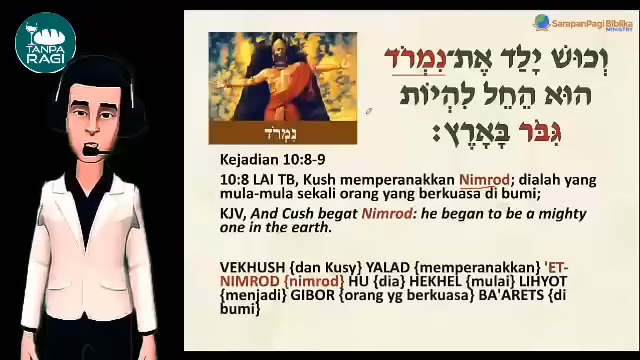 TANPA
RAGI
SarapanPagi Biblika
MINISTRY
וְכוּשׁ יָלַד אֶת־נִמְרֹד
הוּא הֵחֵל לִהְיוֹת
גִּבֹּר בָּאָרֶץ׃
נִמְרֹד
Kejadian 10:8-9
10:8 LAI TB, Kush memperanakkan Nimrod; dialah yang
mula-mula sekali orang yang berkuasa di bumi;
KJV, And Cush begat Nimrod: he began to be a mighty
one in the earth.
VEKHUSH {dan Kusy} YALAD {memperanakkan} 'ET-
NIMROD {nimrod} HU {dia} HEKHEL {mulai} LIHYOT
{menjadi} GIBOR {orang yg berkuasa} BA'ARETS {di
bumi}